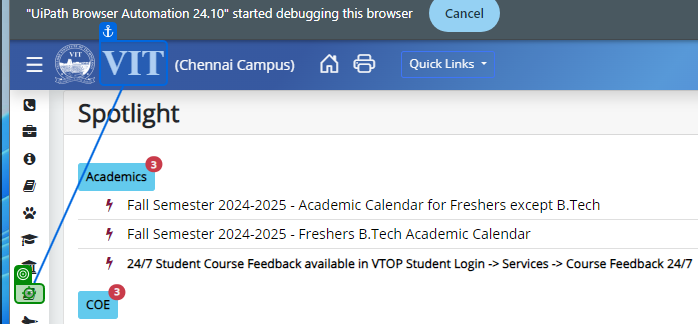 "UiPath Browser Automation 24.10" started debugging this browser
Cancel
VIT
VIT (Chennai Campus)
Quick Links
Spotlight
3
Academics
Fall Semester 2024-2025 - Academic Calendar for Freshers except B.Tech
Fall Semester 2024-2025 - Freshers B.Tech Academic Calendar
24/7 Student Course Feedback available in VTOP Student Login -> Services -> Course Feedback 24/7
3
COE